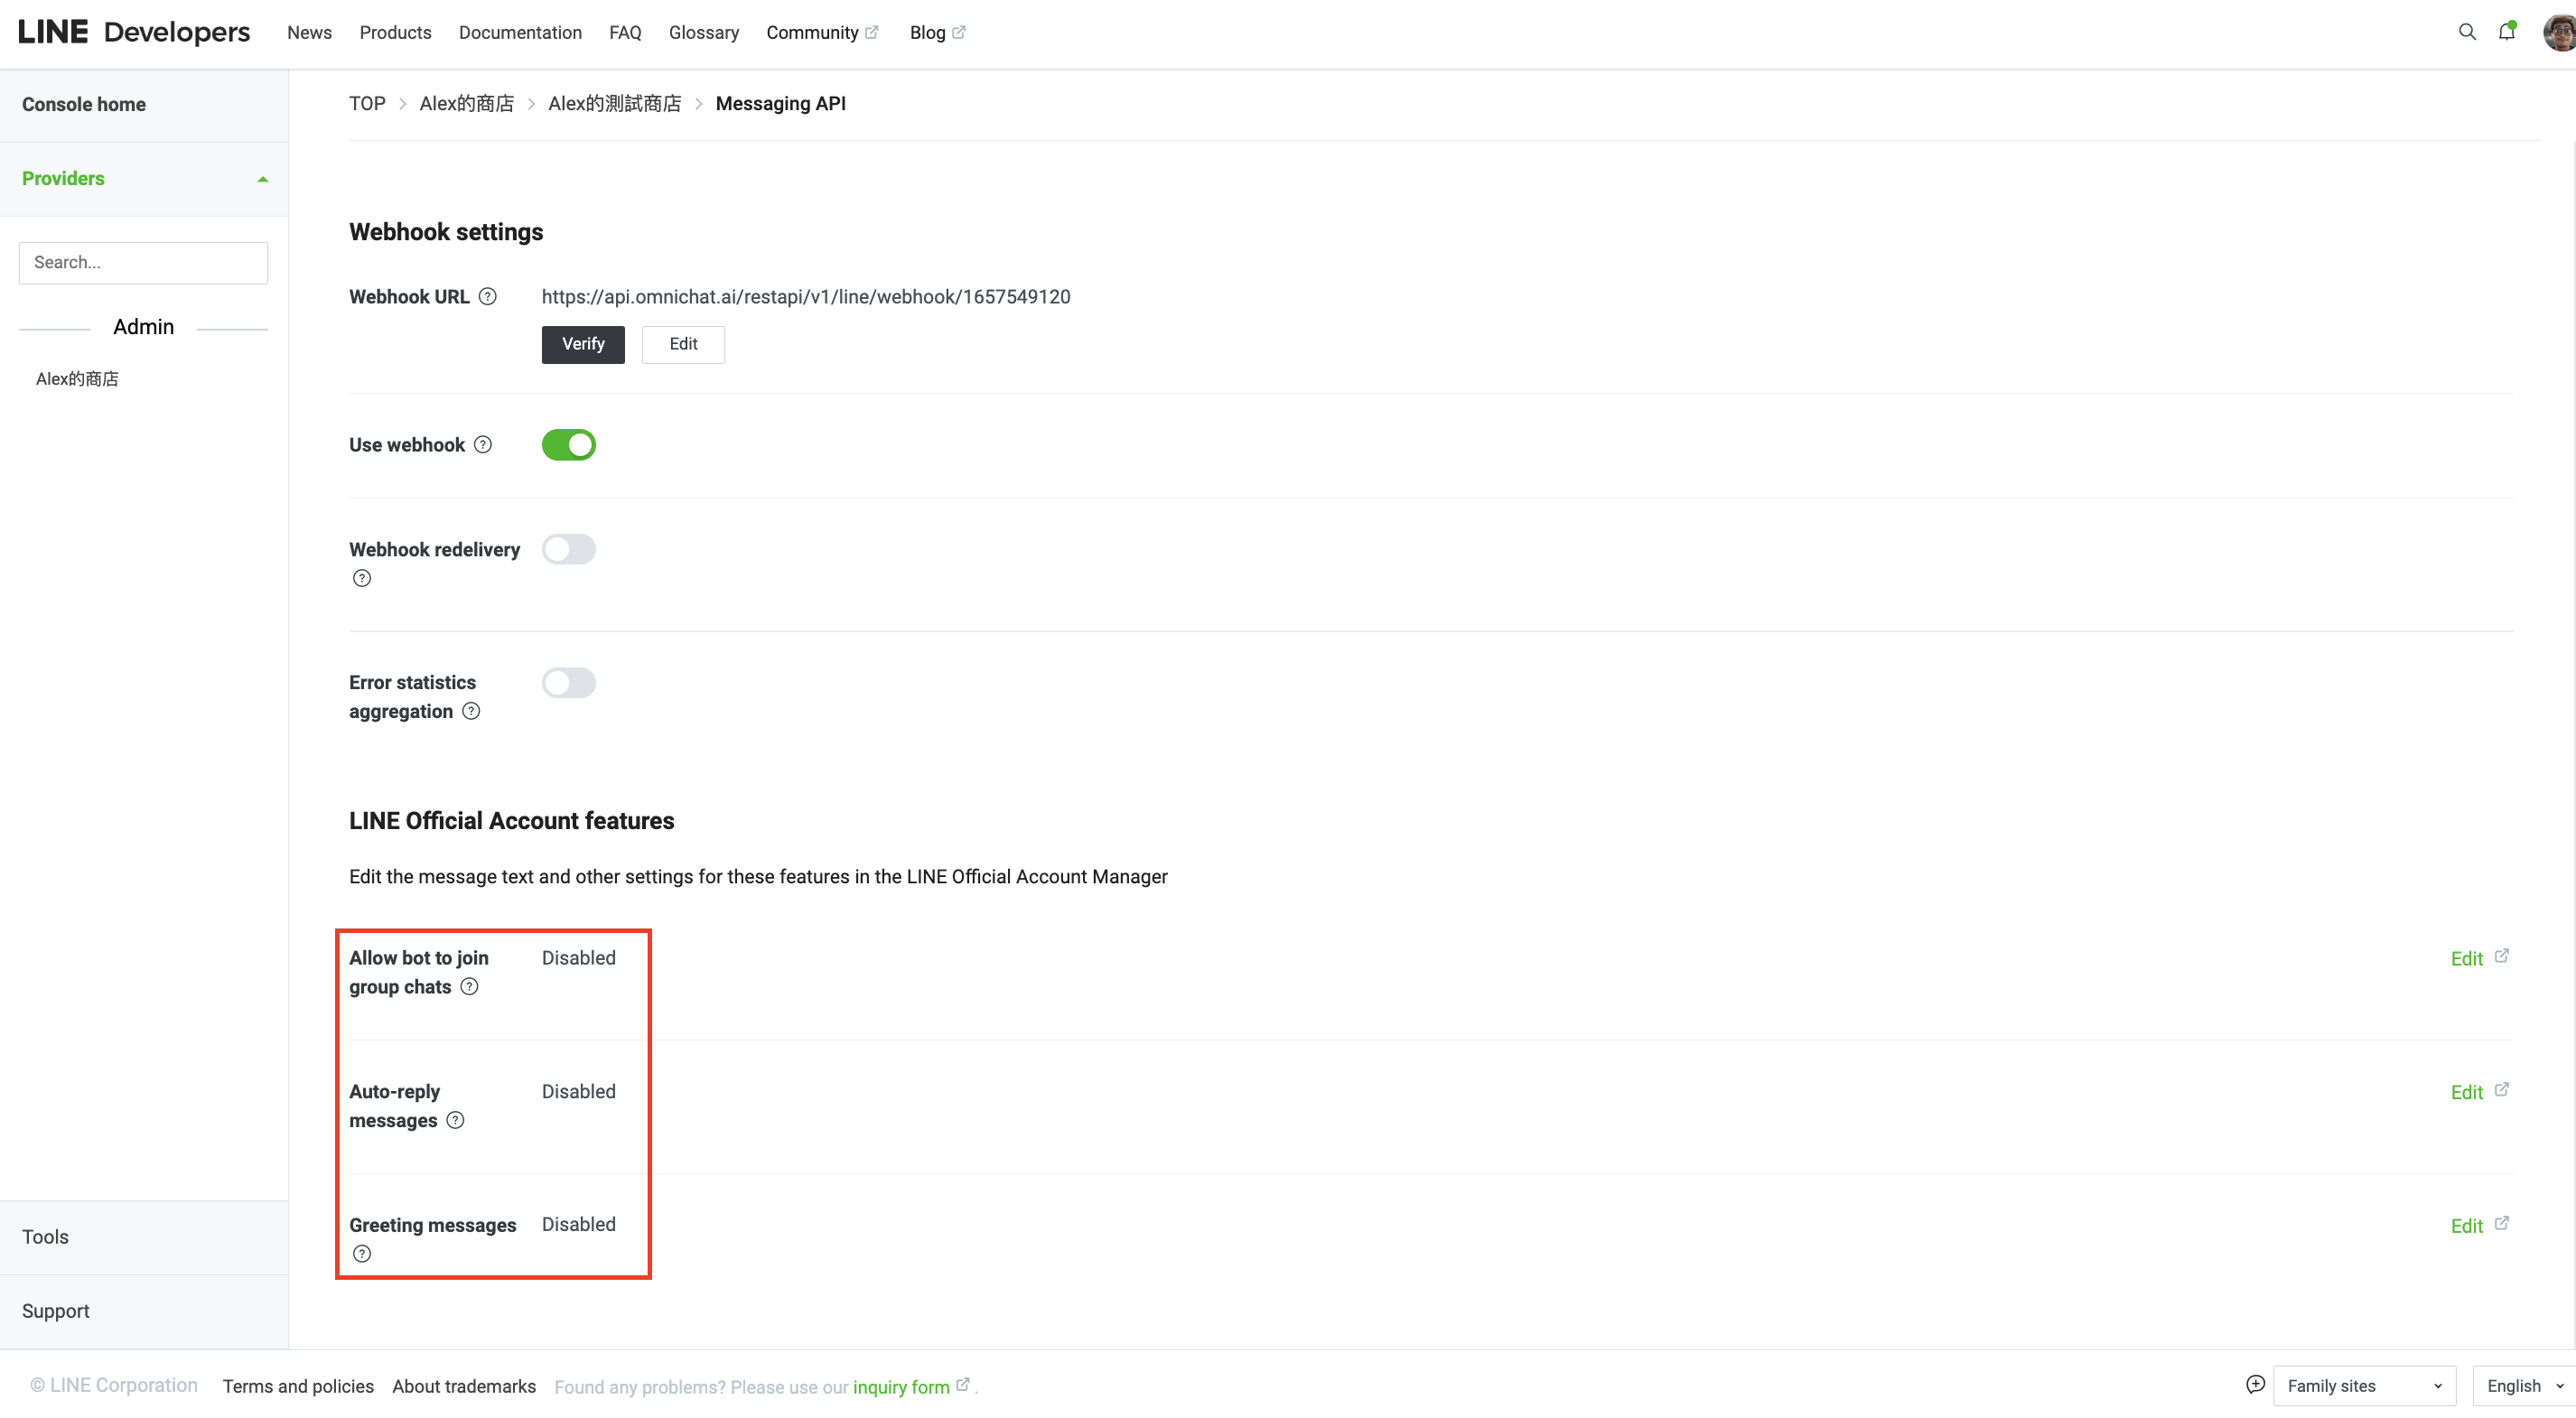 LINE Developers News Products Documentation FAQ Glossary Community Blog
Console home
Providers
Search...
Admin
Alex的商店
Tools
Support
TOP > Alex的商店 > Alex的測試商店 > Messaging API
Webhook settings
Webhook URL ? https://api.omnichat.ai/restapi/v1/line/webhook/1657549120
Verify Edit
Use webhook ?
Webhook redelivery
?
Error statistics
aggregation ?
LINE Official Account features
Edit the message text and other settings for these features in the LINE Official Account Manager
Allow bot to join Disabled Edit
group chats ?
Auto-reply Disabled Edit
messages ?
Greeting messages Disabled Edit
?
© LINE Corporation Terms and policies About trademarks Found any problems? Please use our inquiry form . Family sites English